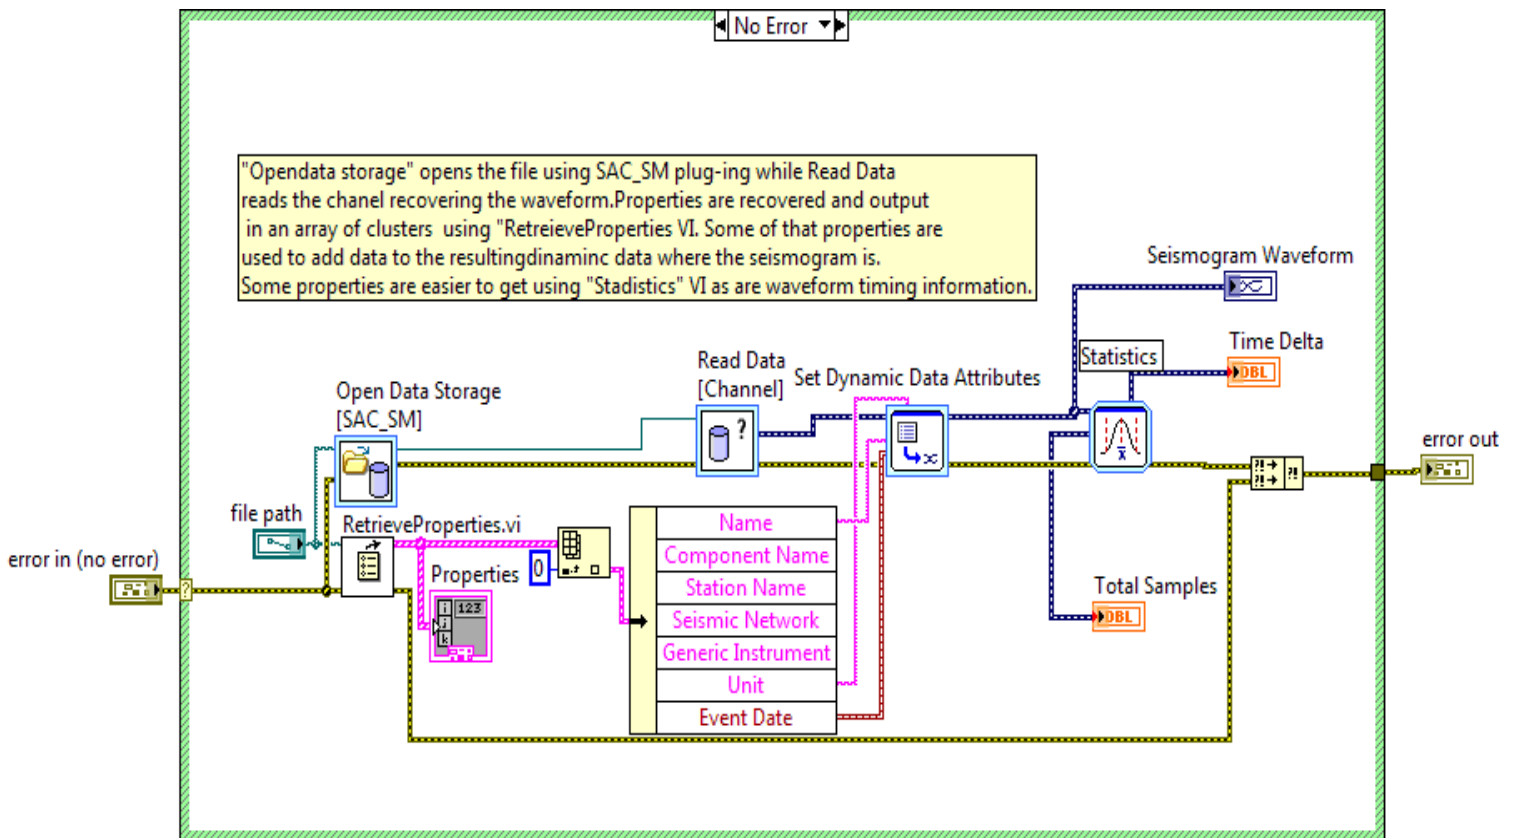 No Error
"Opendata storage" opens the file using SAC_SM plug-ing while Read Data
reads the chanel recovering the waveform.Properties are recovered and output
in an array of clusters  using "RetreieveProperties VI. Some of that properties are
used to add data to the resultingdinaminc data where the seismogram is.
Some properties are easier to get using "Stadistics" VI as are waveform timing information.
Seismogram Waveform
Time Delta
DBL
Statistics
Read Data
[Channel]
Set Dynamic Data Attributes
Open Data Storage
[SAC_SM]
?
error out
?!
?!
?!
file path
RetrieveProperties.vi
error in (no error)
?
Properties
0
i
123
j
k
Name
Component Name
Station Name
Seismic Network
Generic Instrument
Unit
Event Date
Total Samples
DBL